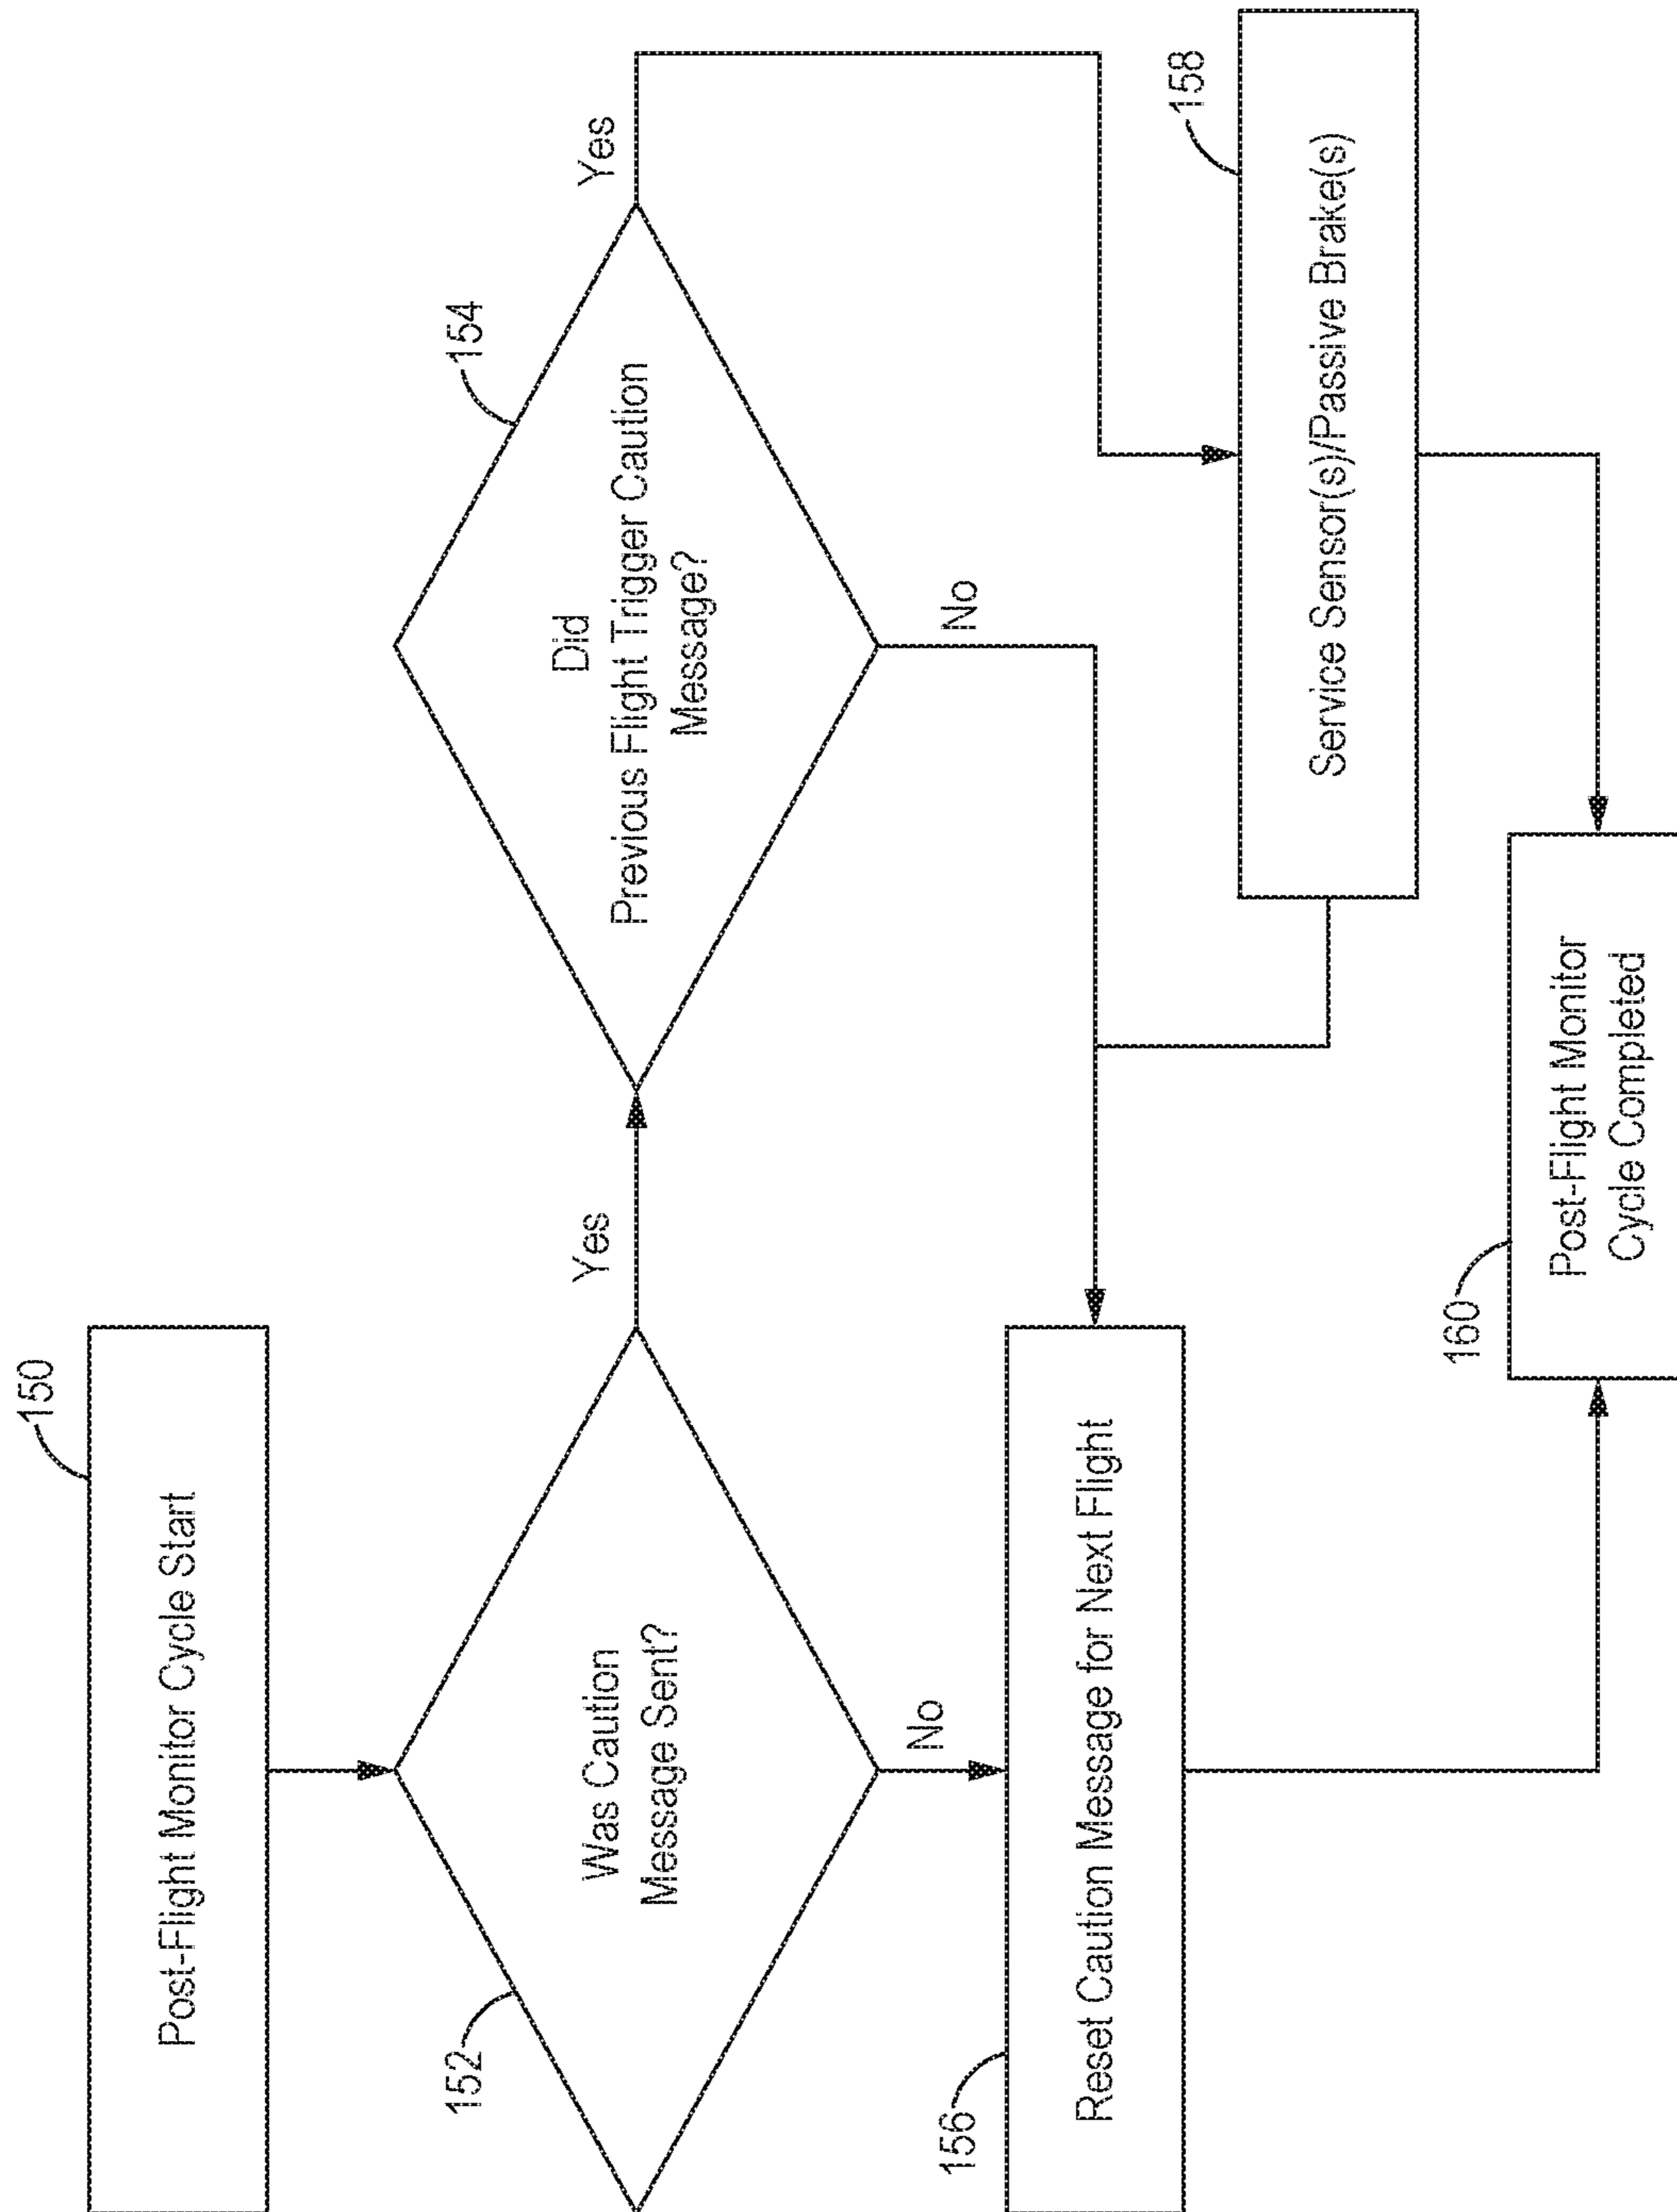 150
Post-Flight Monitor Cycle Start
152
Was Caution
Message Sent?
Yes
No
154
Did
Previous Flight Trigger Caution
Message?
Yes
No
156
Reset Caution Message for Next Flight
158
Service Sensor(s)/Passive Brake(s)
160
Post-Flight Monitor
Cycle Completed